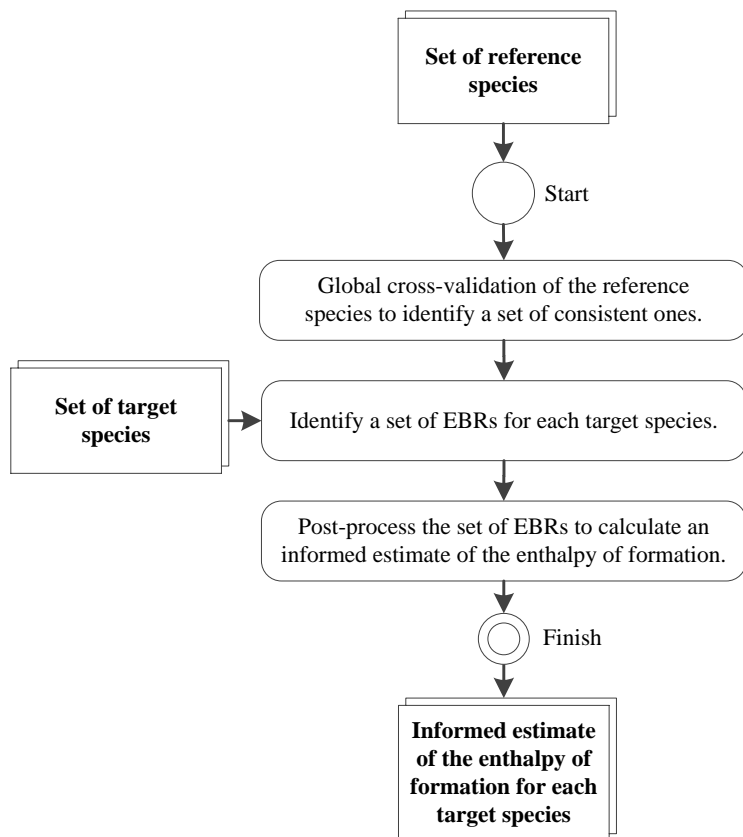 Set of reference
species
Start
Global cross-validation of the reference
species to identify a set of consistent ones.
Set of target
species
Identify a set of EBRs for each target species.
Post-process the set of EBRs to calculate an
informed estimate of the enthalpy of formation.
Finish
Informed estimate
of the enthalpy of
formation for each
target species